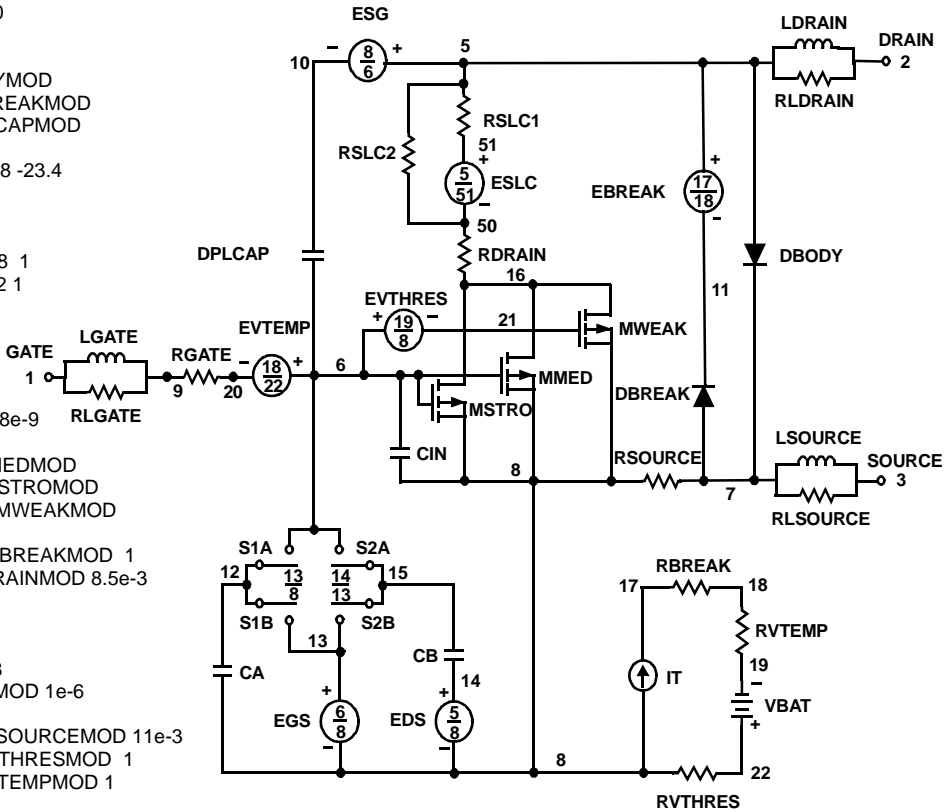 0
YMOD
REAKMOD
CAPMOD
8 -23.4
8 1
2 1
8e-9
MEDMOD
STROMOD
MWEAKMOD
BREAKMOD 1
RAINMOD 8.5e-3
MOD 1e-6
SOURCEMOD 11e-3
THRESMOD 1
TEMPMOD 1
ESG
10
-
8
6
+
5
LDRAIN
DRAIN
2
RLDRAIN
RSLC1
51
RSLC2
+
5
51
ESLC
-
50
RDRAIN
16
DPLCAP
EBREAK
+
17
18
-
DBODY
11
EVTHRES
+
19
8
-
21
MWEAK
EVTEMP
LGATE
GATE
1
RGATE
-
18
22
+
6
9
20
RLGATE
MMED
MSTRO
DBREAK
CIN
8
RSOURCE
7
LSOURCE
SOURCE
3
RLSOURCE
S1A
S2A
12
13
8
14
13
15
S1B
S2B
13
CA
CB
14
+
EGS
6
8
-
+
EDS
5
8
-
8
RBREAK
17
18
RVTEMP
19
-
IT
VBAT
+
22
RVTHRES